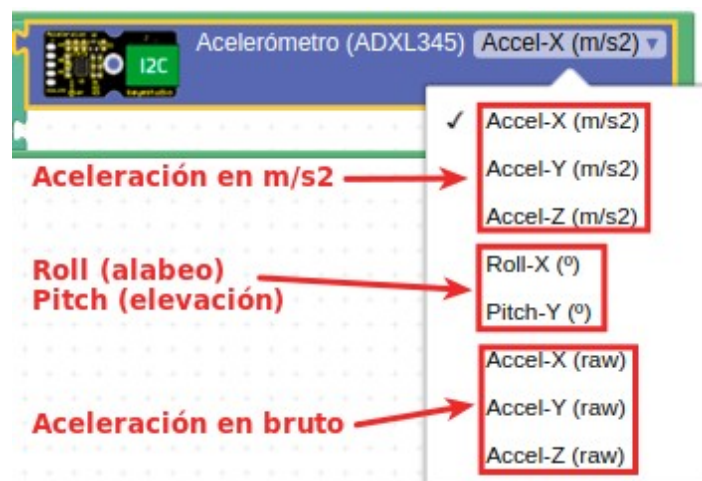 Acelerómetro (ADXL345) Accel-X (m/s2)
I2C
keyestudio
Accel-X (m/s2)
Accel-Y (m/s2)
Accel-Z (m/s2)
Aceleración en m/s2
Roll-X (º)
Pitch-Y (º)
Roll (alabeo)
Pitch (elevación)
Accel-X (raw)
Accel-Y (raw)
Accel-Z (raw)
Aceleración en bruto